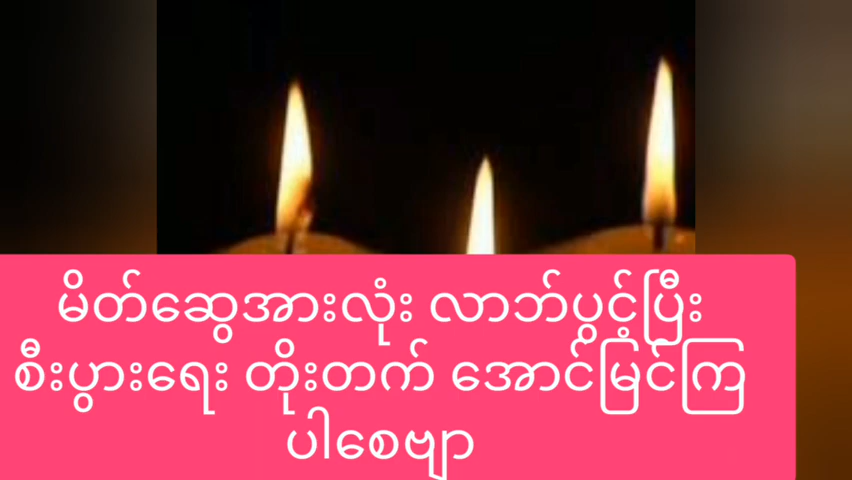 မိတ်ဆွေအားလုံး လာဘ်ပွင့်ပြီး
စီးပွားရေး တိုးတက် အောင်မြင်ကြ
ပါစေဗျာ